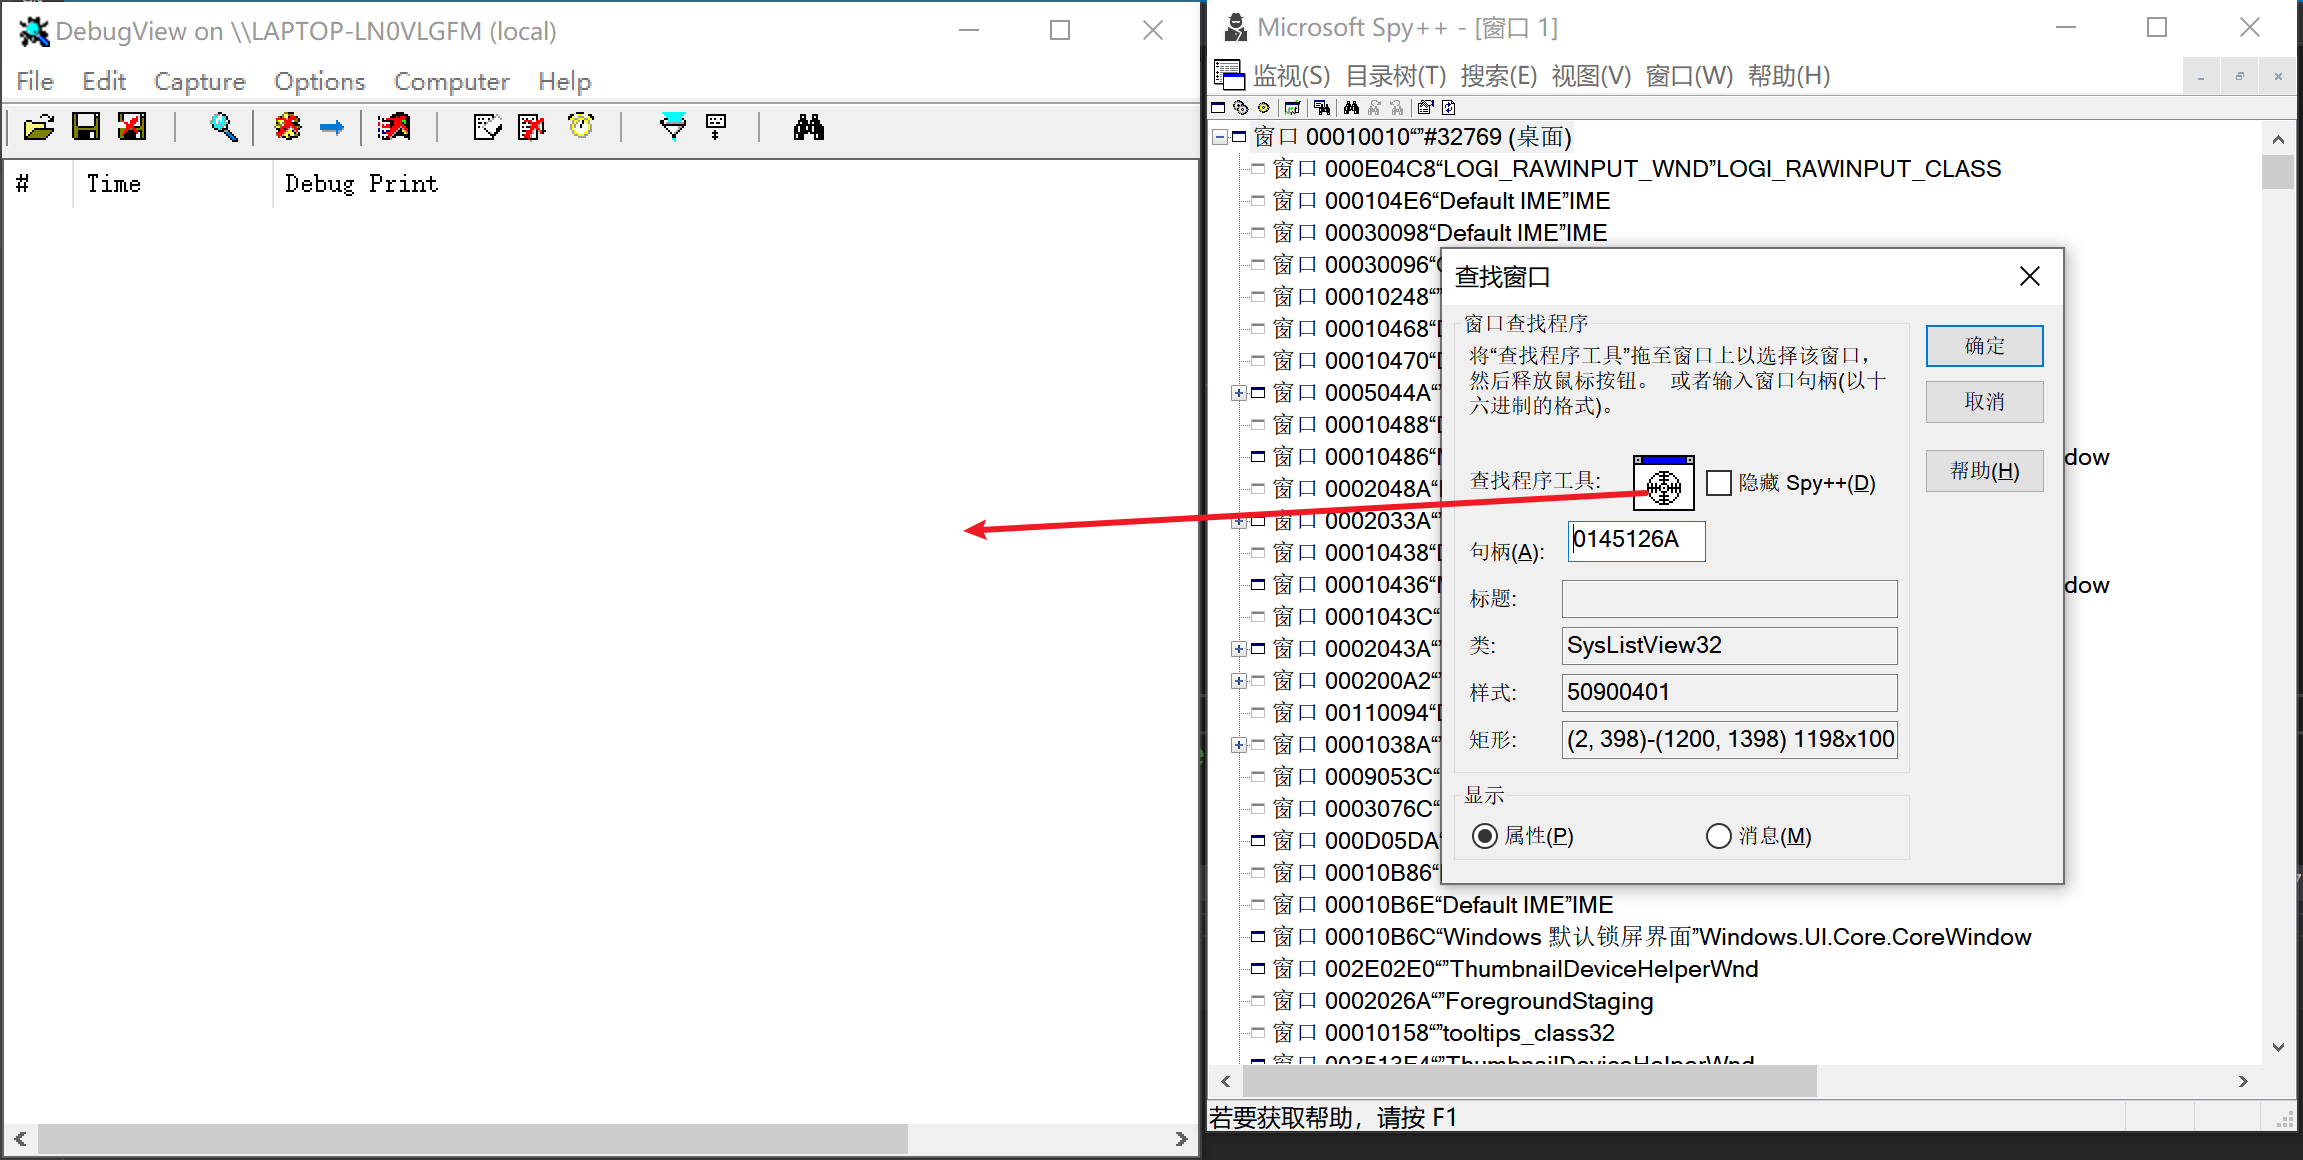 DebugView on \\LAPTOP-LN0VLGFM (local)
File Edit Capture Options Computer Help
# Time Debug Print
Microsoft Spy++ - [窗口 1]
监视(S) 目录树(T) 搜索(E) 视图(V) 窗口(W) 帮助(H)
窗口 00010010“”#32769 (桌面)
窗口 000E04C8“LOGI_RAWINPUT_WND”LOGI_RAWINPUT_CLASS
窗口 000104E6“Default IME”IME
窗口 00030098“Default IME”IME
窗口 00030096“
窗口 00010248“”
窗口 00010468“
窗口 00010470“
窗口 0005044A“”
窗口 00010488“
窗口 00010486“ dow
窗口 0002048A“
窗口 0002033A“”
窗口 00010438“
窗口 00010436“ dow
窗口 0001043C“
窗口 0002043A“”
窗口 000200A2“”
窗口 00110094“
窗口 0001038A“”
窗口 0009053C“
窗口 0003076C“
窗口 000D05DA“
窗口 00010B86“
窗口 00010B6E“Default IME”IME
窗口 00010B6C“Windows 默认锁屏界面”Windows.UI.Core.CoreWindow
窗口 002E02E0“”ThumbnailDeviceHelperWnd
窗口 0002026A“”ForegroundStaging
窗口 00010158“”tooltips_class32
窗口 003513E4“”ThumbnailDeviceHelperWnd
若要获取帮助，请按 F1
查找窗口
窗口查找程序
将“查找程序工具”拖至窗口上以选择该窗口，
然后释放鼠标按钮。 或者输入窗口句柄(以十
六进制的格式)。
查找程序工具: 隐藏 Spy++(D)
句柄(A): 0145126A
标题:
类: SysListView32
样式: 50900401
矩形: (2, 398)-(1200, 1398) 1198x100
显示
属性(P) 消息(M)
确定
取消
帮助(H)